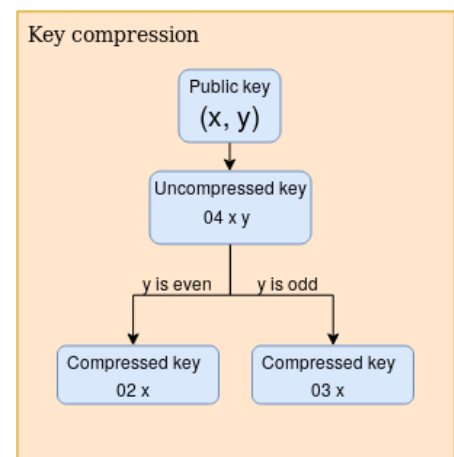 Key compression
Public key
(x, y)
Uncompressed key
04 x y
y is even
y is odd
Compressed key
02 x
Compressed key
03 x